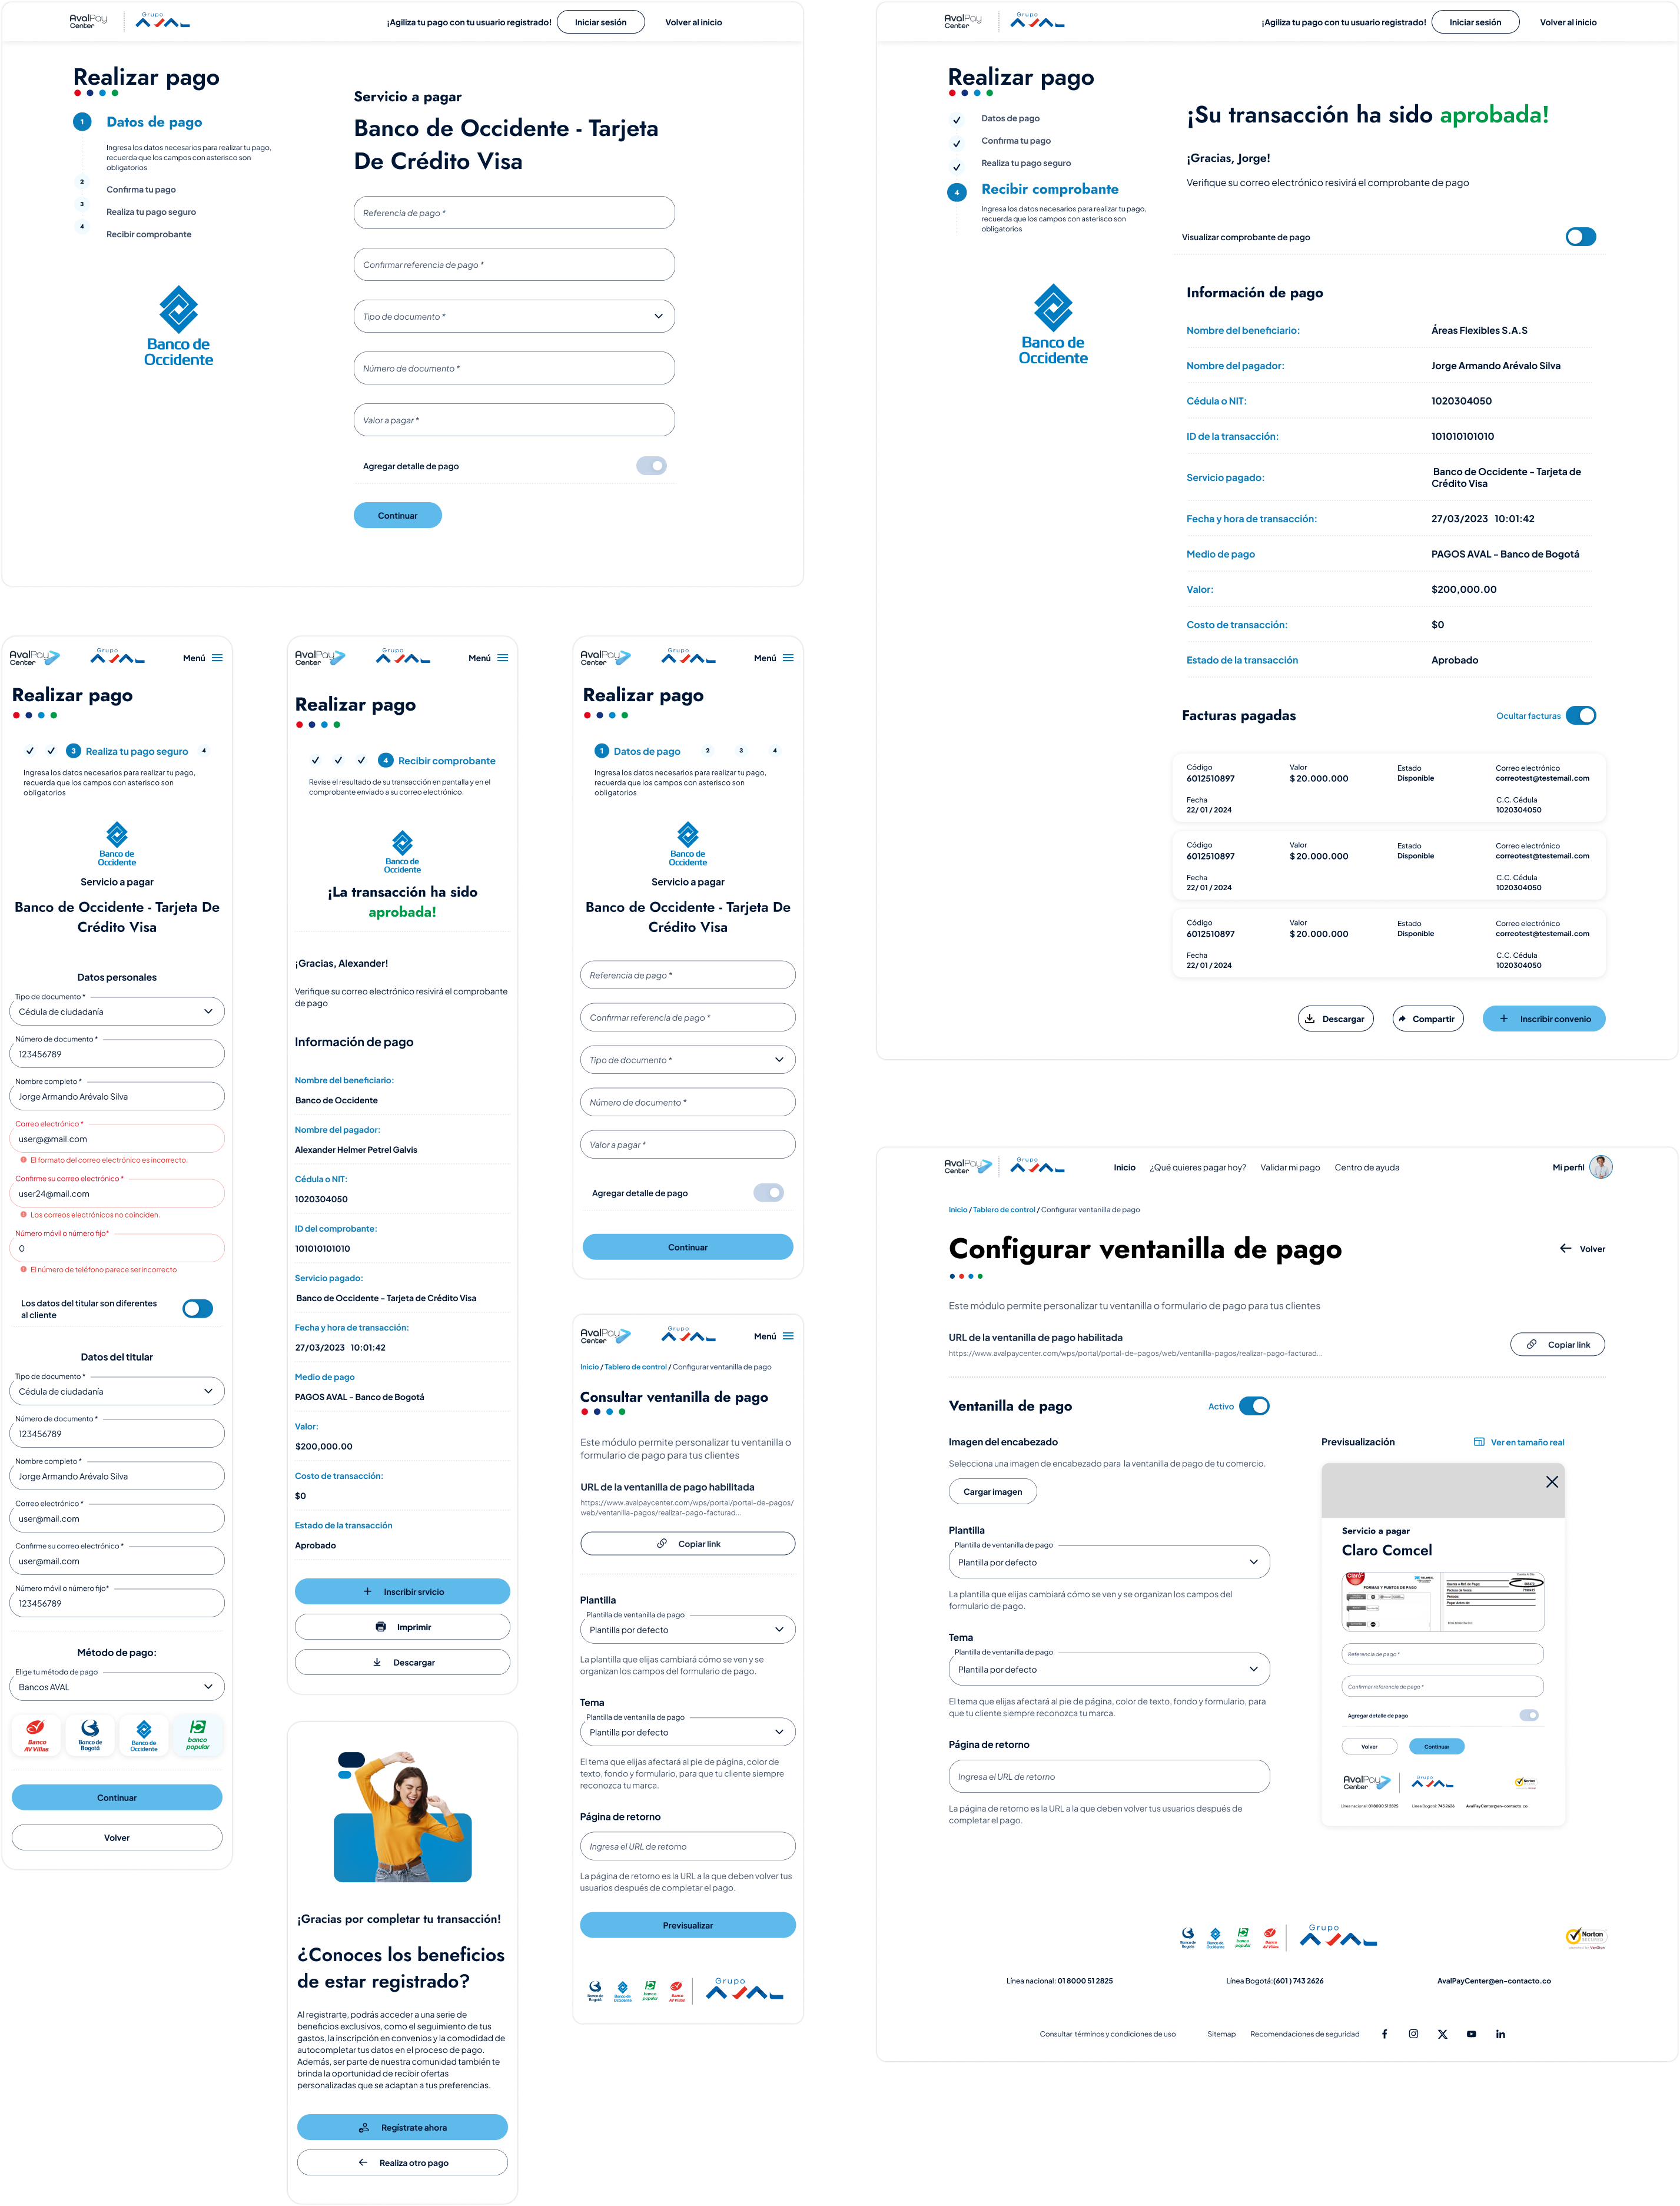 AvalPay
Center
Grupo
AVAL
¡Agiliza tu pago con tu usuario registrado!
Iniciar sesión
Volver al inicio
Realizar pago
1
Datos de pago
Ingresa los datos necesarios para realizar tu pago,
recuerda que los campos con asterisco son
obligatorios
2
Confirma tu pago
3
Realiza tu pago seguro
4
Recibir comprobante
Banco de
Occidente
Servicio a pagar
Banco de Occidente - Tarjeta
De Crédito Visa
Referencia de pago *
Confirmar referencia de pago *
Tipo de documento *
Número de documento *
Valor a pagar *
Agregar detalle de pago
Continuar
AvalPay
Center
Grupo
AVAL
¡Agiliza tu pago con tu usuario registrado!
Iniciar sesión
Volver al inicio
Realizar pago
Datos de pago
Confirma tu pago
Realiza tu pago seguro
4
Recibir comprobante
Ingresa los datos necesarios para realizar tu pago,
recuerda que los campos con asterisco son
obligatorios
Banco de
Occidente
¡Su transacción ha sido aprobada!
¡Gracias, Jorge!
Verifique su correo electrónico resivirá el comprobante de pago
Visualizar comprobante de pago
Información de pago
Nombre del beneficiario: Áreas Flexibles S.A.S
Nombre del pagador: Jorge Armando Arévalo Silva
Cédula o NIT: 1020304050
ID de la transacción: 101010101010
Servicio pagado: Banco de Occidente – Tarjeta de
Crédito Visa
Fecha y hora de transacción: 27/03/2023 10:01:42
Medio de pago PAGOS AVAL – Banco de Bogotá
Valor: $200,000.00
Costo de transacción: $0
Estado de la transacción Aprobado
Facturas pagadas
Ocultar facturas
Código Valor Estado Correo electrónico
6012510897 $ 20.000.000 Disponible correotest@testemail.com
Fecha C.C. Cédula
22/ 01 / 2024 1020304050
Código Valor Estado Correo electrónico
6012510897 $ 20.000.000 Disponible correotest@testemail.com
Fecha C.C. Cédula
22/ 01 / 2024 1020304050
Código Valor Estado Correo electrónico
6012510897 $ 20.000.000 Disponible correotest@testemail.com
Fecha C.C. Cédula
22/ 01 / 2024 1020304050
Descargar
Compartir
Inscribir convenio
AvalPay
Center
Grupo
AVAL
Menú
Realizar pago
3
Realiza tu pago seguro
4
Ingresa los datos necesarios para realizar tu pago,
recuerda que los campos con asterisco son
obligatorios
Banco de
Occidente
Servicio a pagar
Banco de Occidente - Tarjeta De
Crédito Visa
Datos personales
Tipo de documento *
Cédula de ciudadanía
Número de documento *
123456789
Nombre completo *
Jorge Armando Arévalo Silva
Correo electrónico *
user@@mail.com
El formato del correo electrónico es incorrecto.
Confirme su correo electrónico *
user24@mail.com
Los correos electrónicos no coinciden.
Número móvil o número fijo*
0
El número de teléfono parece ser incorrecto
Los datos del titular son diferentes
al cliente
Datos del titular
Tipo de documento *
Cédula de ciudadanía
Número de documento *
123456789
Nombre completo *
Jorge Armando Arévalo Silva
Correo electrónico *
user@mail.com
Confirme su correo electrónico *
user@mail.com
Número móvil o número fijo*
123456789
Método de pago:
Elige tu método de pago
Bancos AVAL
Banco
AV Villas
Banco de
Bogotá
Banco de
Occidente
banco
popular
Continuar
Volver
AvalPay
Center
Grupo
AVAL
Menú
Realizar pago
4
Recibir comprobante
Revise el resultado de su transacción en pantalla y en el
comprobante enviado a su correo electrónico.
Banco de
Occidente
¡La transacción ha sido
aprobada!
¡Gracias, Alexander!
Verifique su correo electrónico resivirá el comprobante
de pago
Información de pago
Nombre del beneficiario:
Banco de Occidente
Nombre del pagador:
Alexander Helmer Petrel Galvis
Cédula o NIT:
1020304050
ID del comprobante:
101010101010
Servicio pagado:
Banco de Occidente – Tarjeta de Crédito Visa
Fecha y hora de transacción:
27/03/2023 10:01:42
Medio de pago
PAGOS AVAL – Banco de Bogotá
Valor:
$200,000.00
Costo de transacción:
$0
Estado de la transacción
Aprobado
Inscribir srvicio
Imprimir
Descargar
¡Gracias por completar tu transacción!
¿Conoces los beneficios
de estar registrado?
Al registrarte, podrás acceder a una serie de
beneficios exclusivos, como el seguimiento de tus
gastos, la inscripción en convenios y la comodidad de
autocompletar tus datos en el proceso de pago.
Además, ser parte de nuestra comunidad también te
brinda la oportunidad de recibir ofertas
personalizadas que se adaptan a tus preferencias.
Regístrate ahora
Realiza otro pago
AvalPay
Center
Grupo
AVAL
Menú
Realizar pago
1
Datos de pago
2
3
4
Ingresa los datos necesarios para realizar tu pago,
recuerda que los campos con asterisco son
obligatorios
Banco de
Occidente
Servicio a pagar
Banco de Occidente - Tarjeta De
Crédito Visa
Referencia de pago *
Confirmar referencia de pago *
Tipo de documento *
Número de documento *
Valor a pagar *
Agregar detalle de pago
Continuar
AvalPay
Center
Grupo
AVAL
Menú
Inicio / Tablero de control / Configurar ventanilla de pago
Consultar ventanilla de pago
Este módulo permite personalizar tu ventanilla o
formulario de pago para tus clientes
URL de la ventanilla de pago habilitada
https://www.avalpaycenter.com/wps/portal/portal-de-pagos/
web/ventanilla-pagos/realizar-pago-facturad...
Copiar link
Plantilla
Plantilla de ventanilla de pago
Plantilla por defecto
La plantilla que elijas cambiará cómo se ven y se
organizan los campos del formulario de pago.
Tema
Plantilla de ventanilla de pago
Plantilla por defecto
El tema que elijas afectará al pie de página, color de
texto, fondo y formulario, para que tu cliente siempre
reconozca tu marca.
Página de retorno
Ingresa el URL de retorno
La página de retorno es la URL a la que deben volver tus
usuarios después de completar el pago.
Previsualizar
Banco de
Bogotá
Banco de
Occidente
banco
popular
Banco
AV Villas
Grupo
AVAL
AvalPay
Center
Grupo
AVAL
Inicio
¿Qué quieres pagar hoy?
Validar mi pago
Centro de ayuda
Mi perfil
Inicio / Tablero de control / Configurar ventanilla de pago
Configurar ventanilla de pago
Volver
Este módulo permite personalizar tu ventanilla o formulario de pago para tus clientes
URL de la ventanilla de pago habilitada
https://www.avalpaycenter.com/wps/portal/portal-de-pagos/web/ventanilla-pagos/realizar-pago-facturad...
Copiar link
Ventanilla de pago
Activo
Imagen del encabezado
Selecciona una imagen de encabezado para la ventanilla de pago de tu comercio.
Cargar imagen
Plantilla
Plantilla de ventanilla de pago
Plantilla por defecto
La plantilla que elijas cambiará cómo se ven y se organizan los campos del
formulario de pago.
Tema
Plantilla de ventanilla de pago
Plantilla por defecto
El tema que elijas afectará al pie de página, color de texto, fondo y formulario, para
que tu cliente siempre reconozca tu marca.
Página de retorno
Ingresa el URL de retorno
La página de retorno es la URL a la que deben volver tus usuarios después de
completar el pago.
Previsualización
Ver en tamaño real
Servicio a pagar
Claro Comcel
Claro
FORMAS Y PUNTOS DE PAGO
Referencia de pago *
Confirmar referencia de pago *
Agregar detalle de pago
Volver
Continuar
AvalPay
Center
Grupo
AVAL
Norton
Línea nacional: 01 8000 51 2825
Línea Bogotá: 743 2626
AvalPayCenter@en-contacto.co
Banco de
Bogotá
Banco de
Occidente
banco
popular
Banco
AV Villas
Grupo
AVAL
Norton
SECURED
powered by VeriSign
Línea nacional: 01 8000 51 2825
Línea Bogotá:(601 ) 743 2626
AvalPayCenter@en-contacto.co
Consultar términos y condiciones de uso
Sitemap
Recomendaciones de seguridad